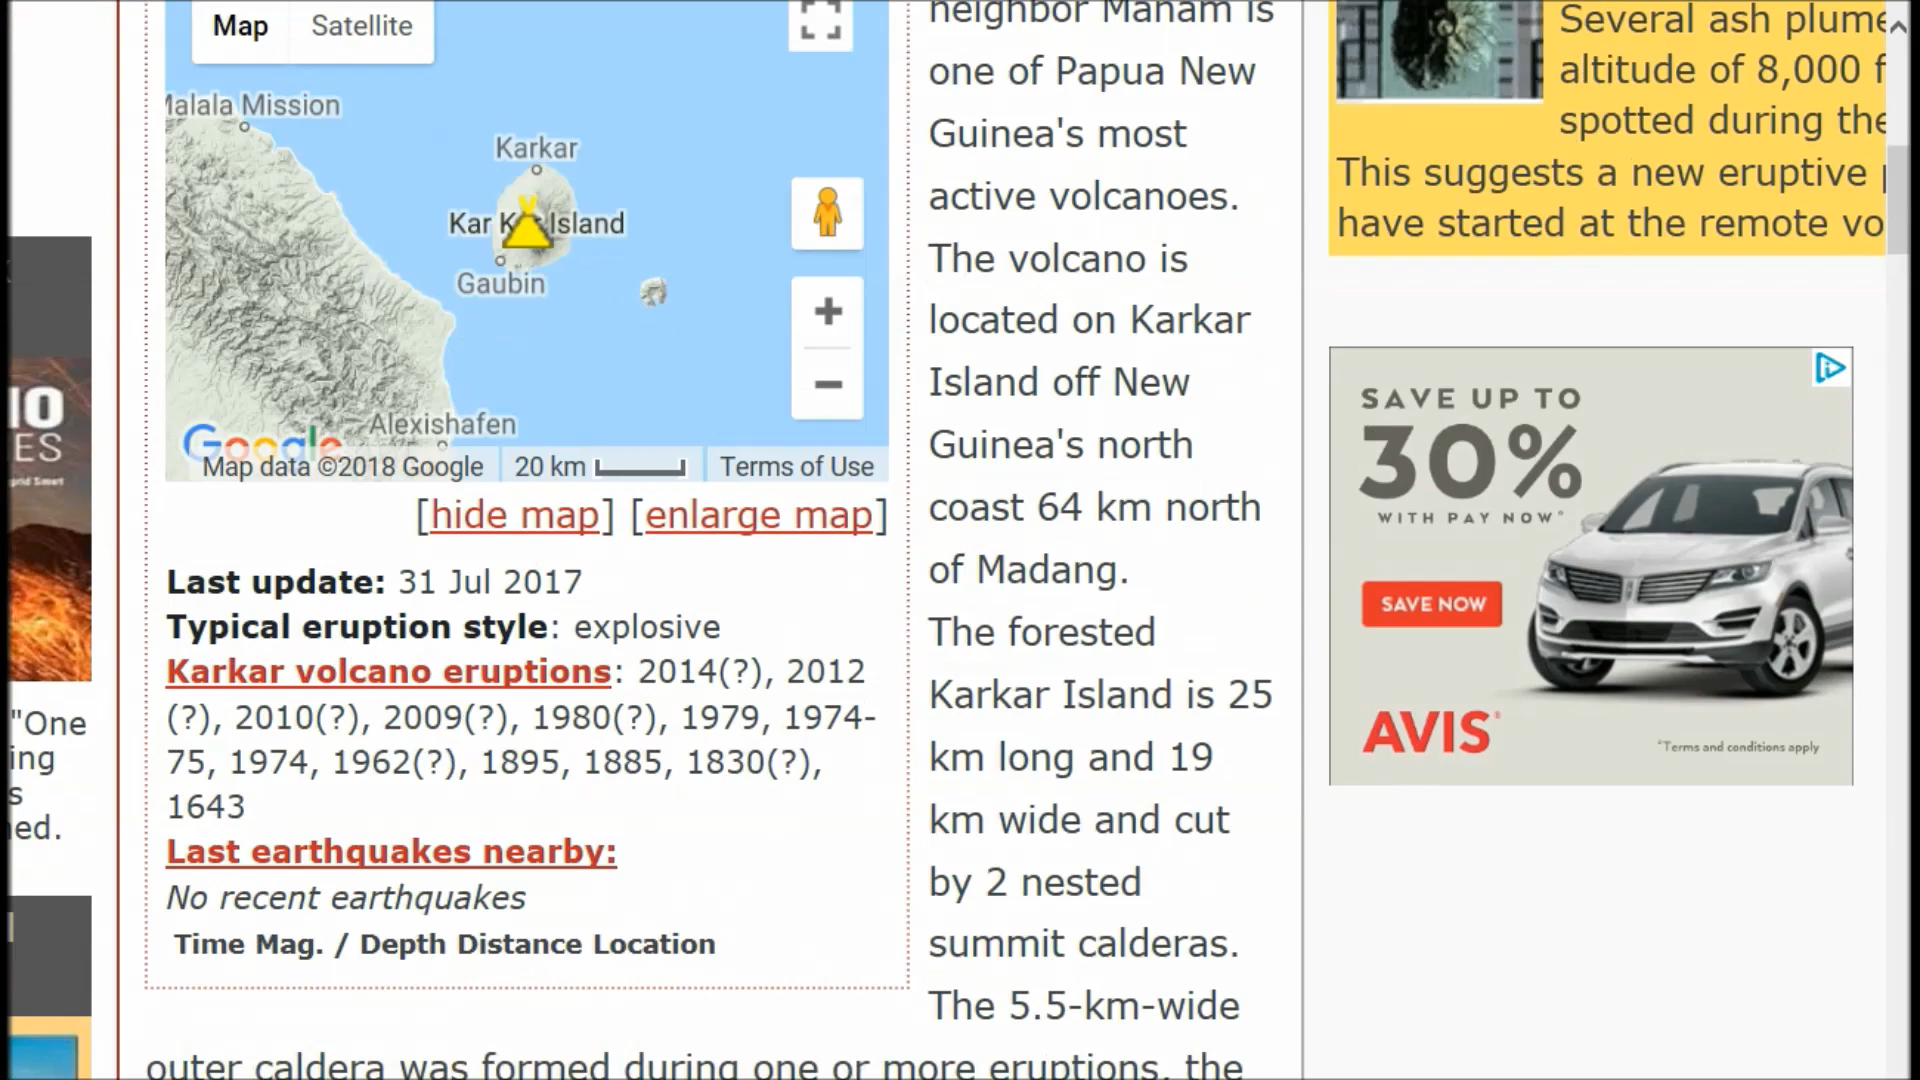 IO
ES
"One
ing
s
ned.
Map Satellite
Malala Mission
Karkar
Kar Kar Island
Gaubin
Alexishafen
Google
Map data ©2018 Google 20 km Terms of Use
[hide map] [enlarge map]
Last update: 31 Jul 2017
Typical eruption style: explosive
Karkar volcano eruptions: 2014(?), 2012
(?), 2010(?), 2009(?), 1980(?), 1979, 1974-
75, 1974, 1962(?), 1895, 1885, 1830(?),
1643
Last earthquakes nearby:
No recent earthquakes
Time Mag. / Depth Distance Location
neighbor Manam is
one of Papua New
Guinea's most
active volcanoes.
The volcano is
located on Karkar
Island off New
Guinea's north
coast 64 km north
of Madang.
The forested
Karkar Island is 25
km long and 19
km wide and cut
by 2 nested
summit calderas.
The 5.5-km-wide
outer caldera was formed during one or more eruptions, the
Several ash plume
altitude of 8,000 f
spotted during the
This suggests a new eruptive
have started at the remote vo
SAVE UP TO
30%
WITH PAY NOW*
SAVE NOW
AVIS
*Terms and conditions apply